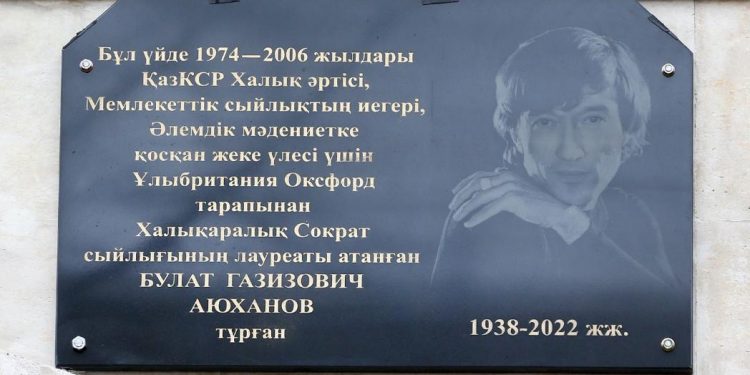 Бұл үйде 1974—2006 жылдары
ҚазКСР Халық әртісі,
Мемлекеттік сыйлықтың иегері,
Әлемдік мәдениетке
қосқан жеке үлесі үшін
Ұлыбритания Оксфорд
тарапынан
Халықаралық Сократ
сыйлығының лауреаты атанған
БУЛАТ ГАЗИЗОВИЧ
АЮХАНОВ
тұрған
1938-2022 жж.